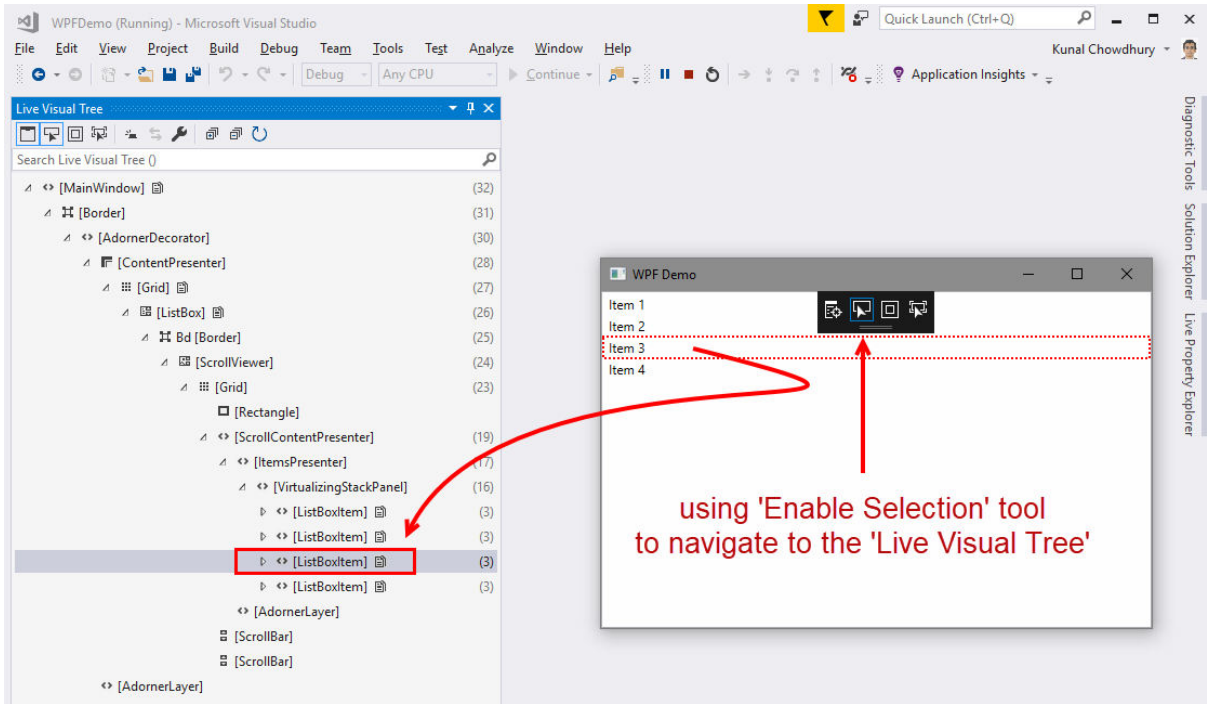 WPFDemo (Running) - Microsoft Visual Studio
Quick Launch (Ctrl+Q)
File Edit View Project Build Debug Team Tools Test Analyze Window Help
Kunal Chowdhury
Debug Any CPU Continue Application Insights
Live Visual Tree
Search Live Visual Tree ()
[MainWindow] (32)
[Border] (31)
[AdornerDecorator] (30)
[ContentPresenter] (28)
[Grid] (27)
[ListBox] (26)
Bd [Border] (25)
[ScrollViewer] (24)
[Grid] (23)
[Rectangle]
[ScrollContentPresenter] (19)
[ItemsPresenter] (17)
[VirtualizingStackPanel] (16)
[ListBoxItem] (3)
[ListBoxItem] (3)
[ListBoxItem] (3)
[ListBoxItem] (3)
[AdornerLayer]
[ScrollBar]
[ScrollBar]
[AdornerLayer]
WPF Demo
Item 1
Item 2
Item 3
Item 4
using 'Enable Selection' tool
to navigate to the 'Live Visual Tree'
Diagnostic Tools
Solution Explorer
Live Property Explorer